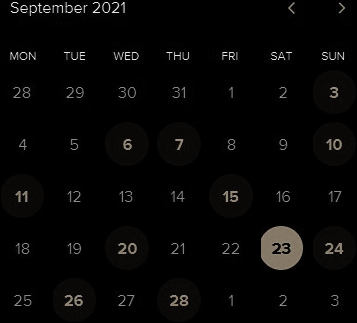 September 2021 < >
MON TUE WED THU FRI SAT SUN
28 29 30 31 1 2 3
4 5 6 7 8 9 10
11 12 13 14 15 16 17
18 19 20 21 22 23 24
25 26 27 28 1 2 3